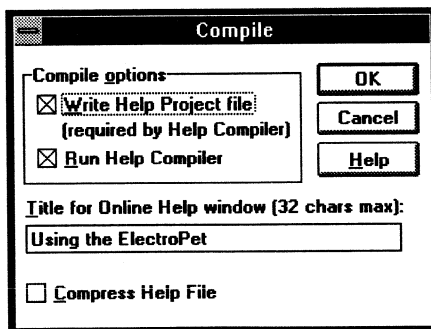 Compile
Compile options
Write Help Project file
(required by Help Compiler)
Run Help Compiler
OK
Cancel
Help
Title for Online Help window (32 chars max):
Using the ElectroPet
Compress Help File